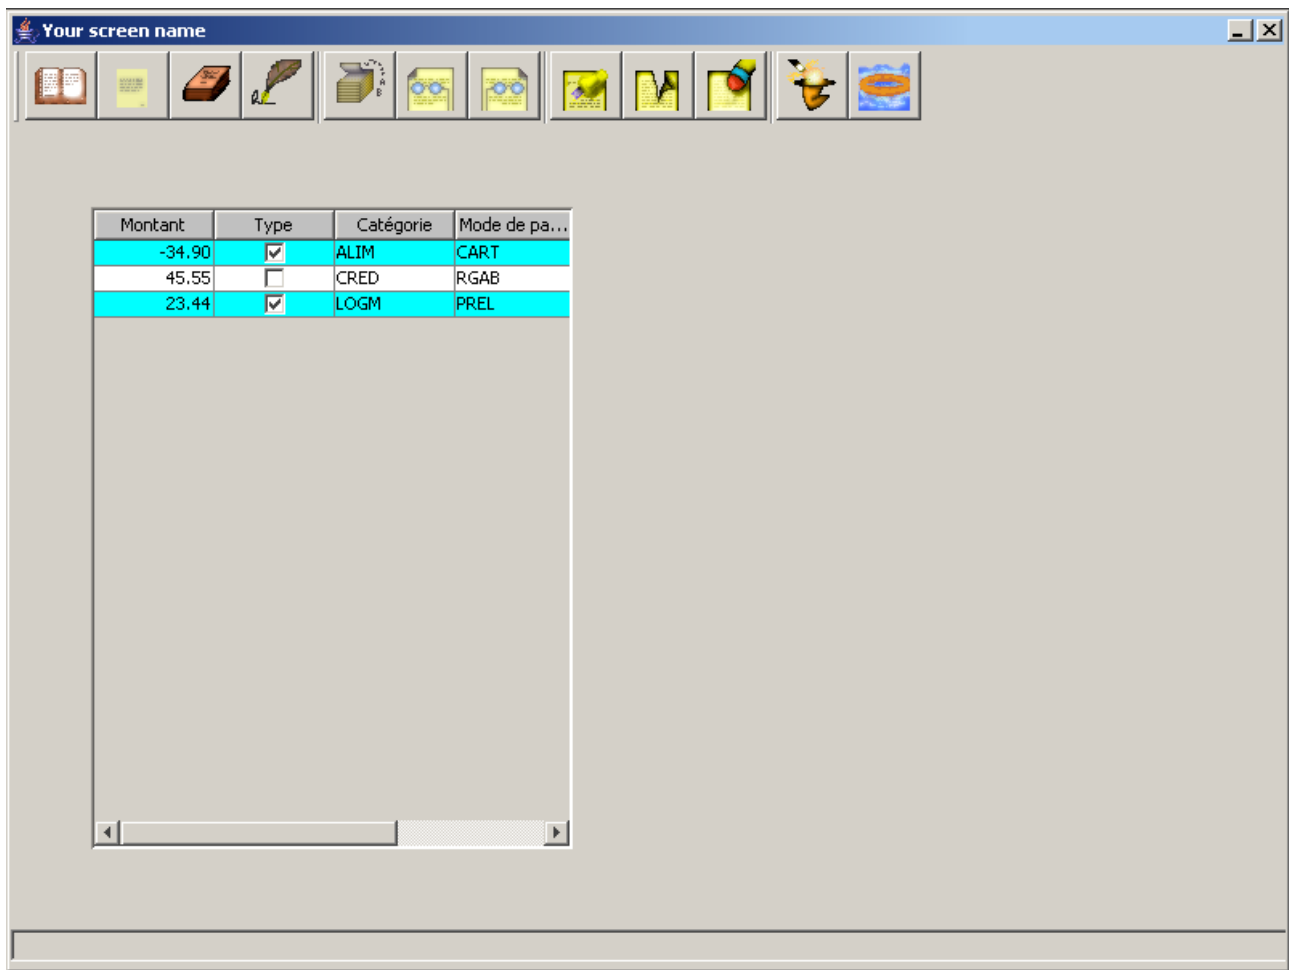 Your screen name
Montant Type Catégorie Mode de pa...
-34.90 ALIM CART
45.55 CRED RGAB
23.44 LOGM PREL